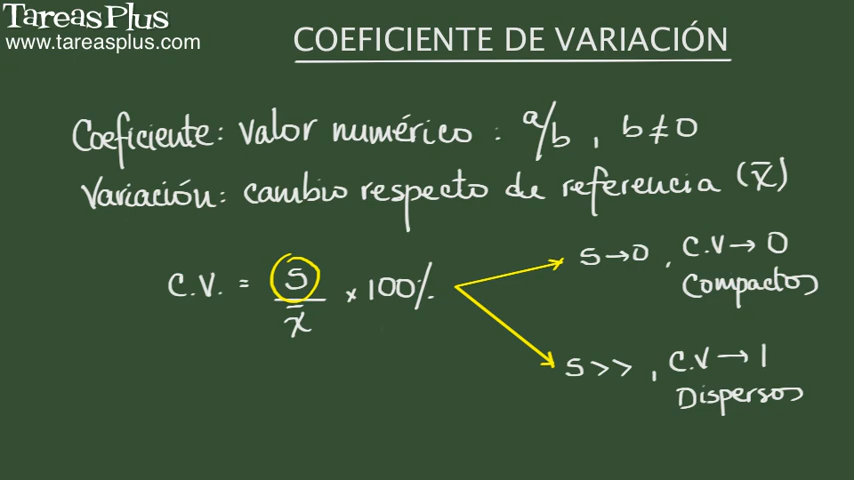 TareasPlus
www.tareasplus.com
COEFICIENTE DE VARIACIÓN
Coeficiente: valor numérico : a/b , b≠0
Variación: cambio respecto de referencia (x̄)
C.V. = S/x̄ × 100%
S→0 , C.V→0
Compactos
S>> , C.V→1
Dispersos